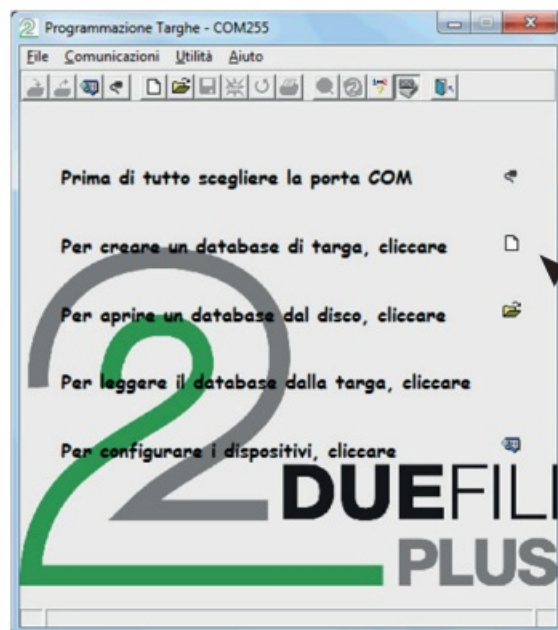 Programmazione Targhe - COM255
File Comunicazioni Utilità Aiuto
Prima di tutto scegliere la porta COM
Per creare un database di targa, cliccare
Per aprire un database dal disco, cliccare
Per leggere il database dalla targa, cliccare
Per configurare i dispositivi, cliccare
2
DUEFILI
PLUS